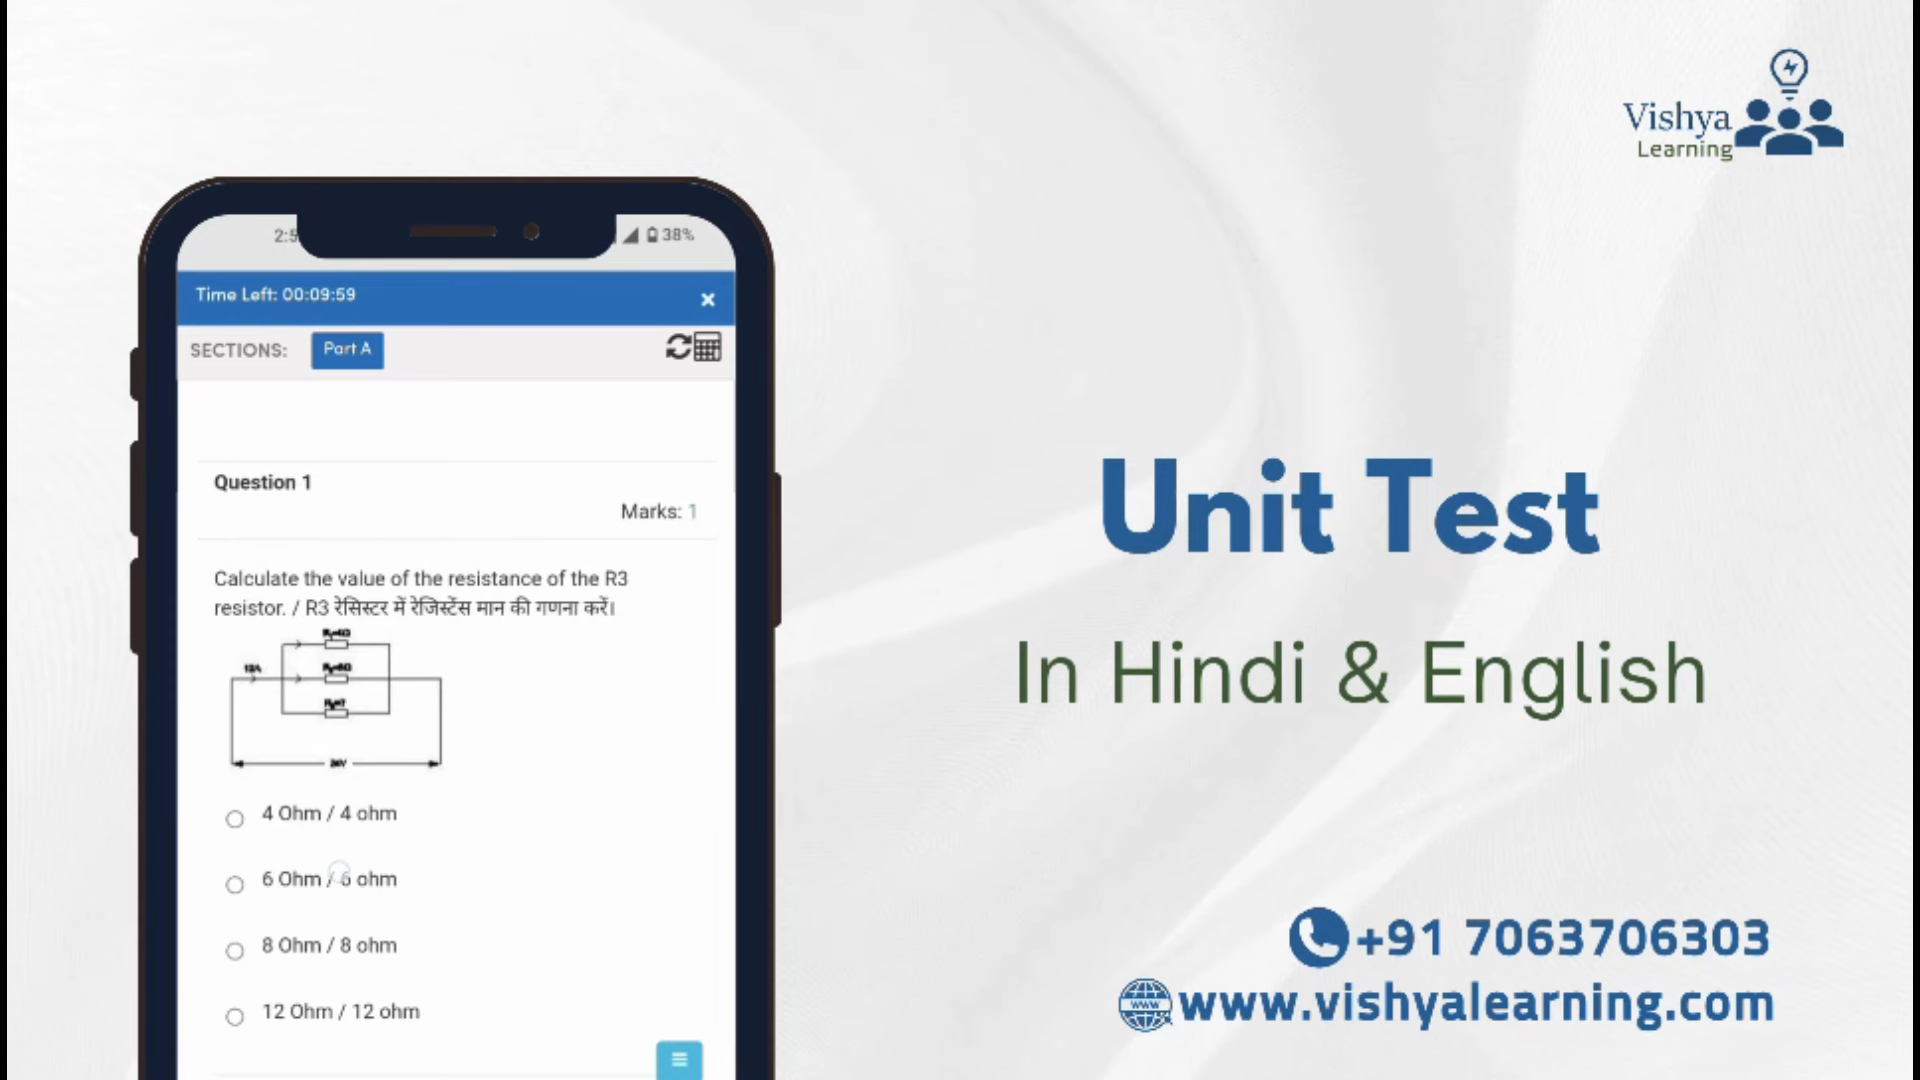 Vishya
Learning
38%
Time Left: 00:09:59
SECTIONS: Part A
Question 1
Marks: 1
Calculate the value of the resistance of the R3
resistor. / R3 रेसिस्टर में रेजिस्टेंस मान की गणना करें।
12A
4 Ohm / 4 ohm
6 Ohm / 6 ohm
8 Ohm / 8 ohm
12 Ohm / 12 ohm
Unit Test
In Hindi & English
+91 7063706303
www
www.vishyalearning.com